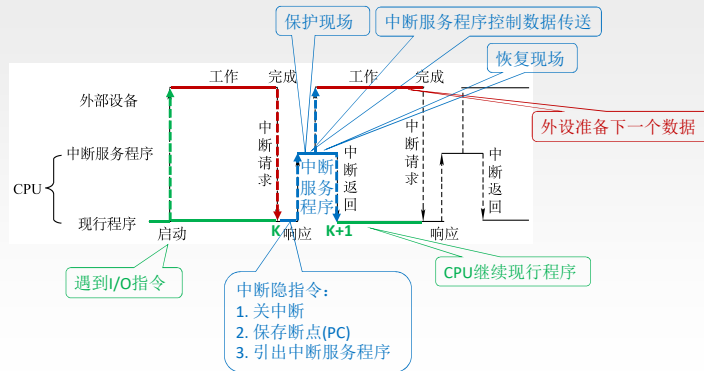 保护现场
中断服务程序控制数据传送
恢复现场
工作
完成
工作
完成
外部设备
外设准备下一个数据
中断请求
中断服务程序
中断返回
中断请求
中断返回
中断服务程序
CPU
现行程序
启动
K
响应
K+1
响应
遇到I/O指令
CPU继续现行程序
中断隐指令：
1. 关中断
2. 保存断点(PC)
3. 引出中断服务程序